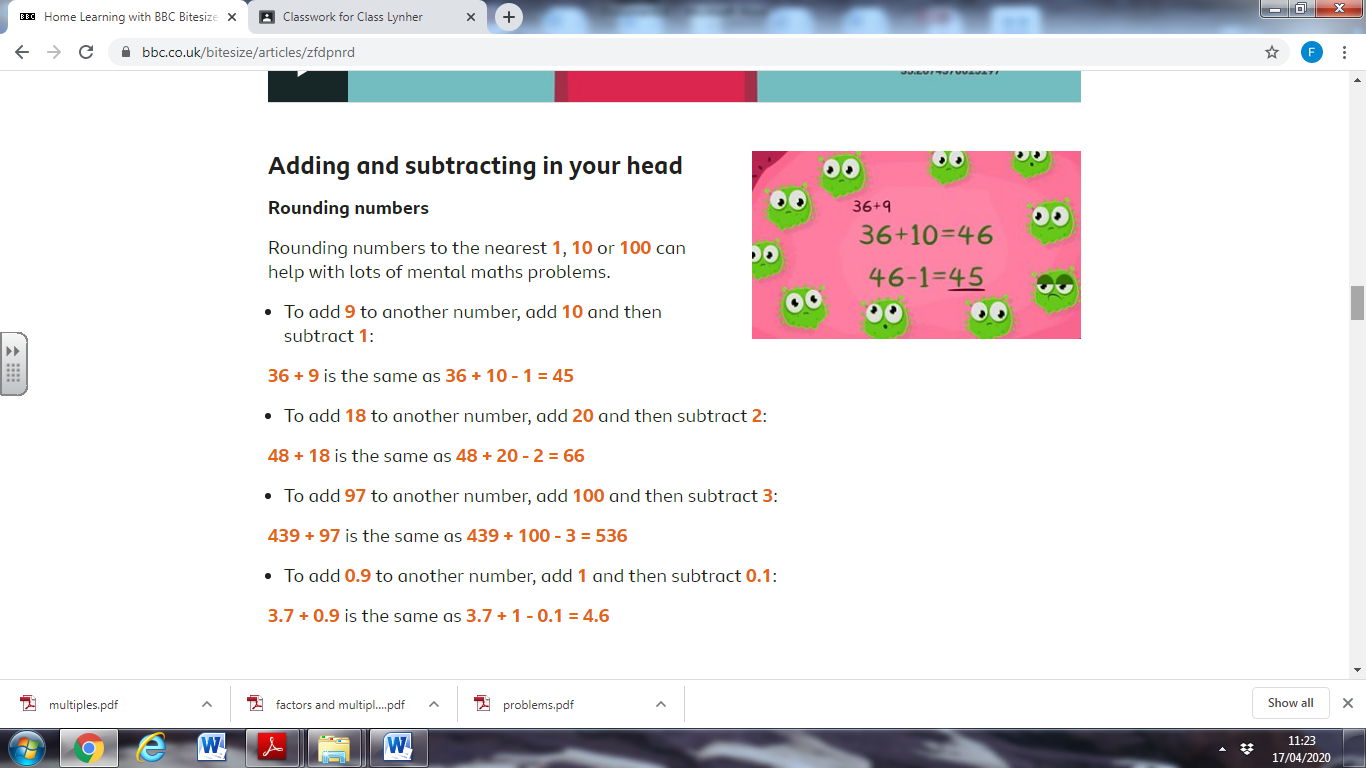 Home Learning with BBC Bitesize
Classwork for Class Lynher
bbc.co.uk/bitesize/articles/zfdpnrd
F
Adding and subtracting in your head
Rounding numbers
Rounding numbers to the nearest 1, 10 or 100 can
help with lots of mental maths problems.
36+9
36+10=46
46-1=45
• To add 9 to another number, add 10 and then
subtract 1:
36 + 9 is the same as 36 + 10 - 1 = 45
• To add 18 to another number, add 20 and then subtract 2:
48 + 18 is the same as 48 + 20 - 2 = 66
• To add 97 to another number, add 100 and then subtract 3:
439 + 97 is the same as 439 + 100 - 3 = 536
• To add 0.9 to another number, add 1 and then subtract 0.1:
3.7 + 0.9 is the same as 3.7 + 1 - 0.1 = 4.6
multiples.pdf
factors and multipl....pdf
problems.pdf
Show all
11:23
17/04/2020